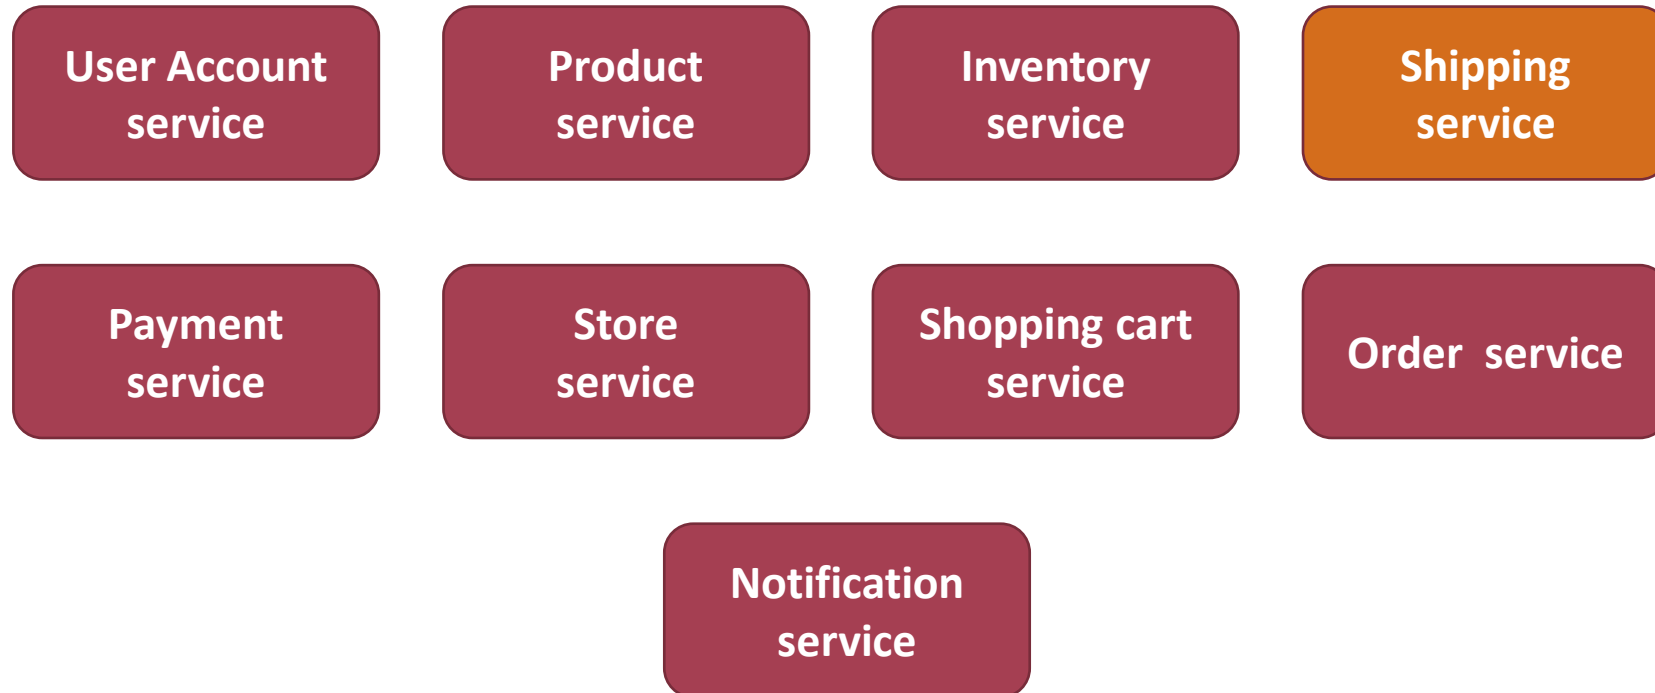 User Account
service
Product
service
Inventory
service
Shipping
service
Payment
service
Store
service
Shopping cart
service
Order  service
Notification
service